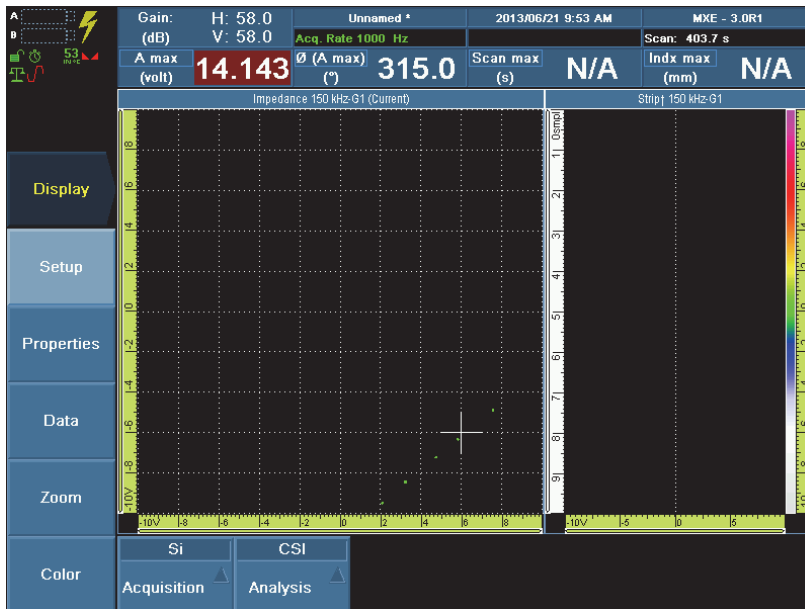 A
B
53
IN °C
Gain: H: 58.0
(dB) V: 58.0
Unnamed *
Acq. Rate 1000 Hz
2013/06/21 9:53 AM
MXE - 3.0R1
Scan: 403.7 s
A max
(volt)
14.143
Ø (A max)
(°)
315.0
Scan max
(s)
N/A
Indx max
(mm)
N/A
Impedance 150 kHz-G1 (Current)
Strip† 150 kHz-G1
Display
Setup
Properties
Data
Zoom
Color
8
6
4
2
0
-2
-4
-6
-8
-10V
-10V -8 -6 -4 -2 0 2 4 6 8
0smpl
1
2
3
4
5
6
7
8
9
-10V -5 0 5
Si
Acquisition
CSI
Analysis